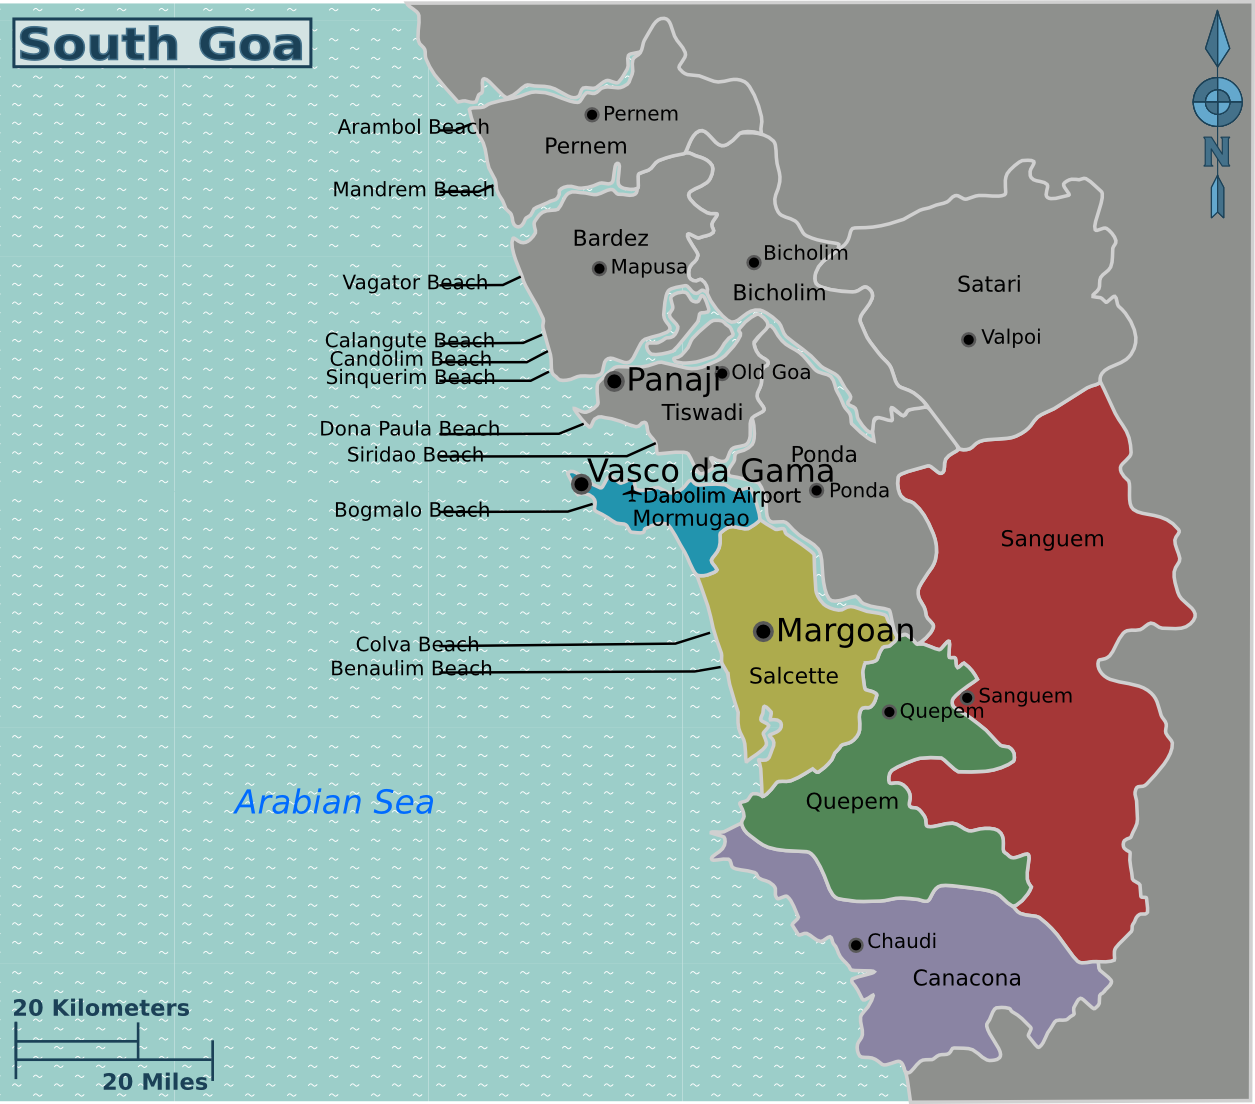 South Goa
N
Pernem
Arambol Beach
Pernem
Mandrem Beach
Bardez
Bicholim
Mapusa
Vagator Beach
Satari
Bicholim
Valpoi
Calangute Beach
Candolim Beach
Old Goa
Sinquerim Beach
Panaji
Tiswadi
Dona Paula Beach
Siridao Beach
Ponda
Vasco da Gama
Ponda
Dabolim Airport
Bogmalo Beach
Mormugao
Sanguem
Margoan
Colva Beach
Benaulim Beach
Salcette
Sanguem
Quepem
Arabian Sea
Quepem
Chaudi
Canacona
20 Kilometers
20 Miles